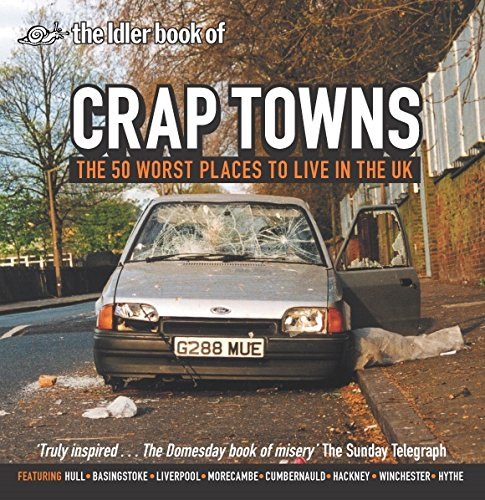 the Idler book of
CRAP TOWNS
THE 50 WORST PLACES TO LIVE IN THE UK
G288 MUE
'Truly inspired . . . The Domesday book of misery' The Sunday Telegraph
FEATURING HULL • BASINGSTOKE • LIVERPOOL • MORECAMBE • CUMBERNAULD • HACKNEY • WINCHESTER • HYTHE